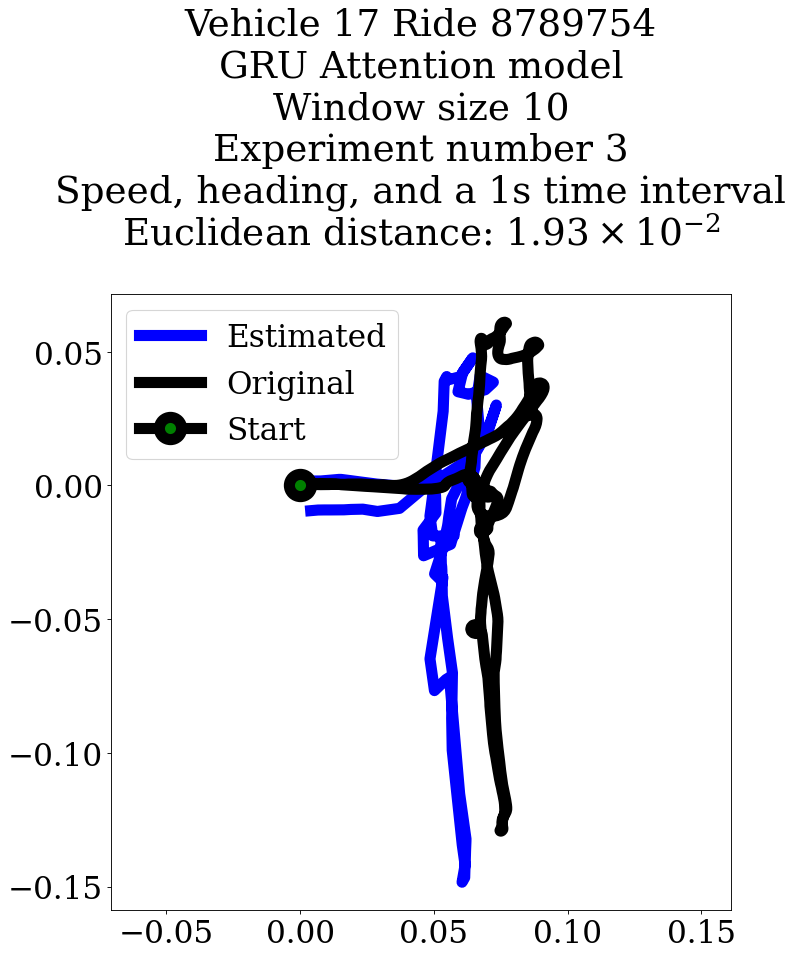 Vehicle 17 Ride 8789754
GRU Attention model
Window size 10
Experiment number 3
Speed, heading, and a 1s time interval
Euclidean distance: 1.93 × 10⁻²
Estimated
Original
Start
0.05
0.00
−0.05
−0.10
−0.15
−0.05 0.00 0.05 0.10 0.15